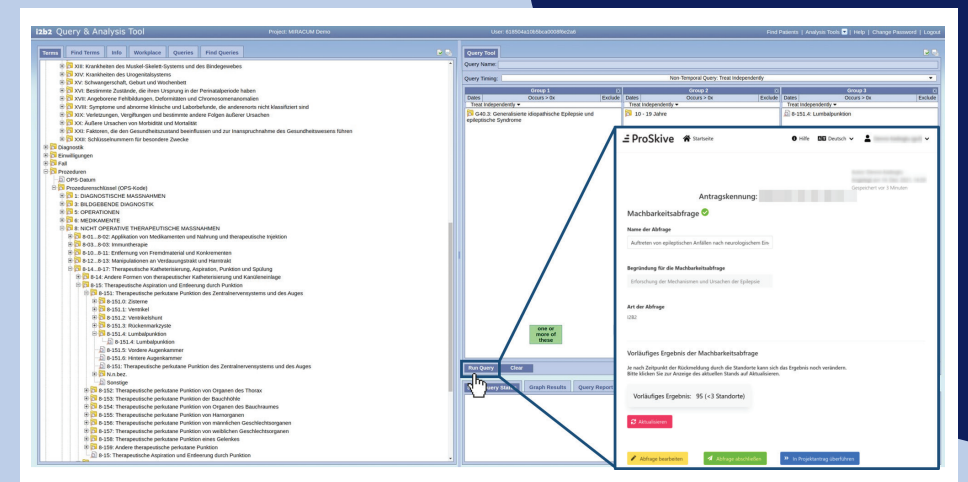 i2b2 Query & Analysis Tool
Project: MIRACUM Demo
Find Patients | Analysis Tools | Help | Change Password | Logout
Terms Find Terms Info Workplace Queries Find Queries
XIII: Krankheiten des Muskel-Skelett-Systems und des Bindegewebes
XIV: Krankheiten des Urogenitalsystems
XV: Schwangerschaft, Geburt und Wochenbett
XVI: Bestimmte Zustände, die ihren Ursprung in der Perinatalperiode haben
XVII: Angeborene Fehlbildungen, Deformitäten und Chromosomenanomalien
XVIII: Symptome und abnorme klinische und Laborbefunde, die anderenorts nicht klassifiziert sind
XIX: Verletzungen, Vergiftungen und bestimmte andere Folgen äußerer Ursachen
XX: Äußere Ursachen von Morbidität und Mortalität
XXI: Faktoren, die den Gesundheitszustand beeinflussen und zur Inanspruchnahme des Gesundheitswesens führen
XXII: Schlüsselnummern für besondere Zwecke
Diagnostik
Einwilligungen
Fall
Prozeduren
OPS-Datum
Prozedurenschlüssel (OPS-Kode)
1: DIAGNOSTISCHE MASSNAHMEN
3: BILDGEBENDE DIAGNOSTIK
5: OPERATIONEN
6: MEDIKAMENTE
8: NICHT OPERATIVE THERAPEUTISCHE MASSNAHMEN
8-01...8-02: Applikation von Medikamenten und Nahrung und therapeutische Injektion
8-03...8-03: Immuntherapie
8-10...8-11: Entfernung von Fremdmaterial und Konkrementen
8-12...8-13: Manipulationen an Verdauungstrakt und Harntrakt
8-14...8-17: Therapeutische Katheterisierung, Aspiration, Punktion und Spülung
8-14: Andere Formen von therapeutischer Katheterisierung und Kanüleneinlage
8-15: Therapeutische Aspiration und Entleerung durch Punktion
8-151: Therapeutische perkutane Punktion des Zentralnervensystems und des Auges
8-151.0: Zisterne
8-151.1: Ventrikel
8-151.2: Ventrikelshunt
8-151.3: Rückenmarkzyste
8-151.4: Lumbalpunktion
8-151.4: Lumbalpunktion
8-151.5: Vordere Augenkammer
8-151.6: Hintere Augenkammer
8-151: Therapeutische perkutane Punktion des Zentralnervensystems und des Auges
N.n.bez.
Sonstige
8-152: Therapeutische perkutane Punktion von Organen des Thorax
8-153: Therapeutische perkutane Punktion der Bauchhöhle
8-154: Therapeutische perkutane Punktion von Organen des Bauchraumes
8-155: Therapeutische perkutane Punktion von Harnorganen
8-156: Therapeutische perkutane Punktion von männlichen Geschlechtsorganen
8-157: Therapeutische perkutane Punktion von weiblichen Geschlechtsorganen
8-158: Therapeutische perkutane Punktion eines Gelenkes
8-159: Andere therapeutische perkutane Punktion
8-15: Therapeutische Aspiration und Entleerung durch Punktion
Query Tool
Query Name:
Query Timing: Non-Temporal Query: Treat Independently
Group 1 Group 2 Group 3
Dates Occurs > 0x Exclude Dates Occurs > 0x Exclude Dates Occurs > 0x Exclude
Treat Independently Treat Independently Treat Independently
G40.3: Generalisierte idiopathische Epilepsie und epileptische Syndrome
10 - 19 Jahre
8-151.4: Lumbalpunktion
one or
more of
these
Run Query Clear
Query Status Graph Results Query Report
ProSkive Startseite Hilfe Deutsch
Gespeichert vor 3 Minuten
Antragskennung:
Machbarkeitsabfrage
Name der Abfrage
Auftreten von epileptischen Anfällen nach neurologischem Ein
Begründung für die Machbarkeitsabfrage
Erforschung der Mechanismen und Ursachen der Epilepsie
Art der Abfrage
I2B2
Vorläufiges Ergebnis der Machbarkeitsabfrage
Je nach Zeitpunkt der Rückmeldung durch die Standorte kann sich das Ergebnis noch verändern.
Bitte klicken Sie zur Anzeige des aktuellen Stands auf Aktualisieren.
Vorläufiges Ergebnis: 95 (<3 Standorte)
Aktualisieren
Abfrage bearbeiten Abfrage abschließen In Projektantrag überführen